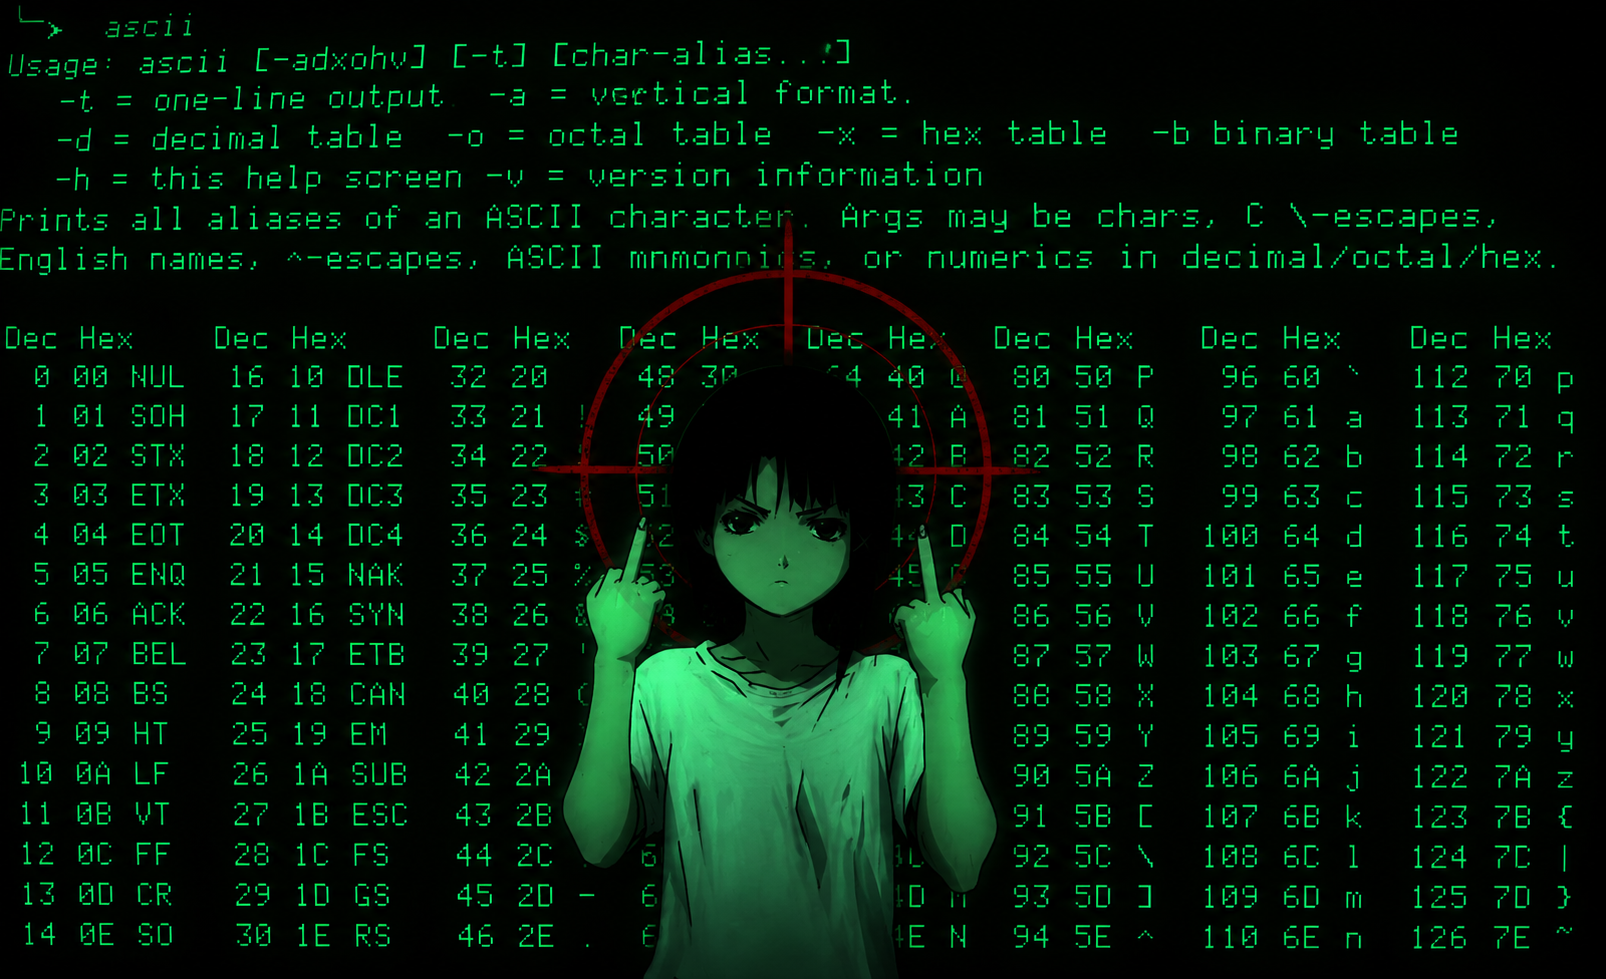 ascii
Usage: ascii [-adxohv] [-t] [char-alias...]
-t = one-line output -a = vertical format.
-d = decimal table -o = octal table -x = hex table -b binary table
-h = this help screen -v = version information
Prints all aliases of an ASCII character. Args may be chars, C \-escapes,
English names, ^-escapes, ASCII mnmonoics, or numerics in decimal/octal/hex.
Dec Hex Dec Hex Dec Hex Dec Hex Dec Hex Dec Hex Dec Hex Dec Hex
0 00 NUL 16 10 DLE 32 20 48 30 64 40 @ 80 50 P 96 60 ` 112 70 p
1 01 SOH 17 11 DC1 33 21 ! 49 41 A 81 51 Q 97 61 a 113 71 q
2 02 STX 18 12 DC2 34 22 50 42 B 82 52 R 98 62 b 114 72 r
3 03 ETX 19 13 DC3 35 23 51 43 C 83 53 S 99 63 c 115 73 s
4 04 EOT 20 14 DC4 36 24 $ 52 D 84 54 T 100 64 d 116 74 t
5 05 ENQ 21 15 NAK 37 25 % 53 45 85 55 U 101 65 e 117 75 u
6 06 ACK 22 16 SYN 38 26 & 86 56 V 102 66 f 118 76 v
7 07 BEL 23 17 ETB 39 27 ' 87 57 W 103 67 g 119 77 w
8 08 BS 24 18 CAN 40 28 ( 88 58 X 104 68 h 120 78 x
9 09 HT 25 19 EM 41 29 89 59 Y 105 69 i 121 79 y
10 0A LF 26 1A SUB 42 2A 90 5A Z 106 6A j 122 7A z
11 0B VT 27 1B ESC 43 2B 91 5B [ 107 6B k 123 7B {
12 0C FF 28 1C FS 44 2C 92 5C \ 108 6C l 124 7C |
13 0D CR 29 1D GS 45 2D - 4D M 93 5D ] 109 6D m 125 7D }
14 0E SO 30 1E RS 46 2E . 4E N 94 5E ^ 110 6E n 126 7E ~